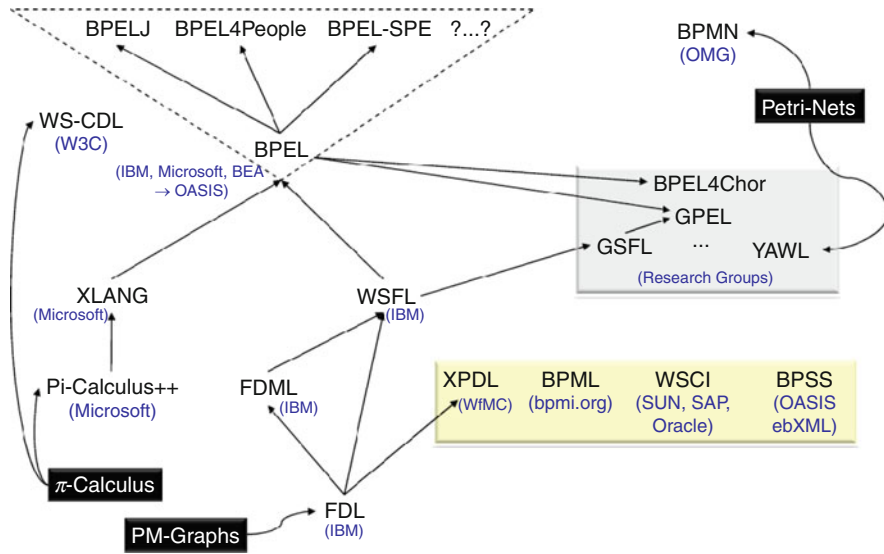 BPELJ BPEL4People BPEL-SPE ?...?
BPMN
(OMG)
Petri-Nets
WS-CDL
(W3C)
BPEL
(IBM, Microsoft, BEA
→ OASIS)
BPEL4Chor
GPEL
GSFL ... YAWL
(Research Groups)
XLANG
(Microsoft)
WSFL
(IBM)
Pi-Calculus++
(Microsoft)
FDML
(IBM)
XPDL
(WfMC)
BPML
(bpmi.org)
WSCI
(SUN, SAP,
Oracle)
BPSS
(OASIS
ebXML)
π-Calculus
PM-Graphs
FDL
(IBM)